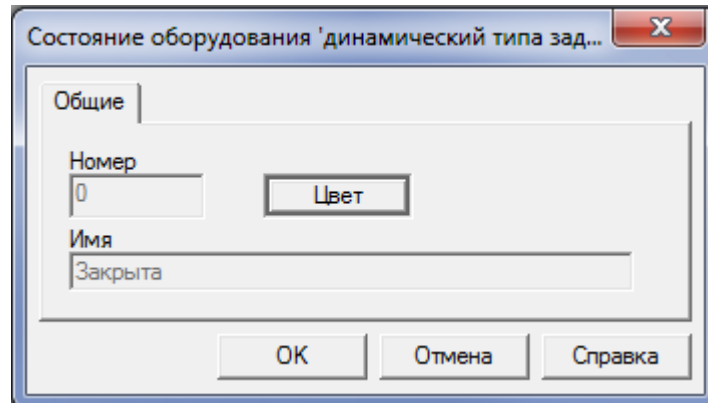 Состояние оборудования 'динамический типа зад...
Общие
Номер
0
Цвет
Имя
Закрыта
OK
Отмена
Справка